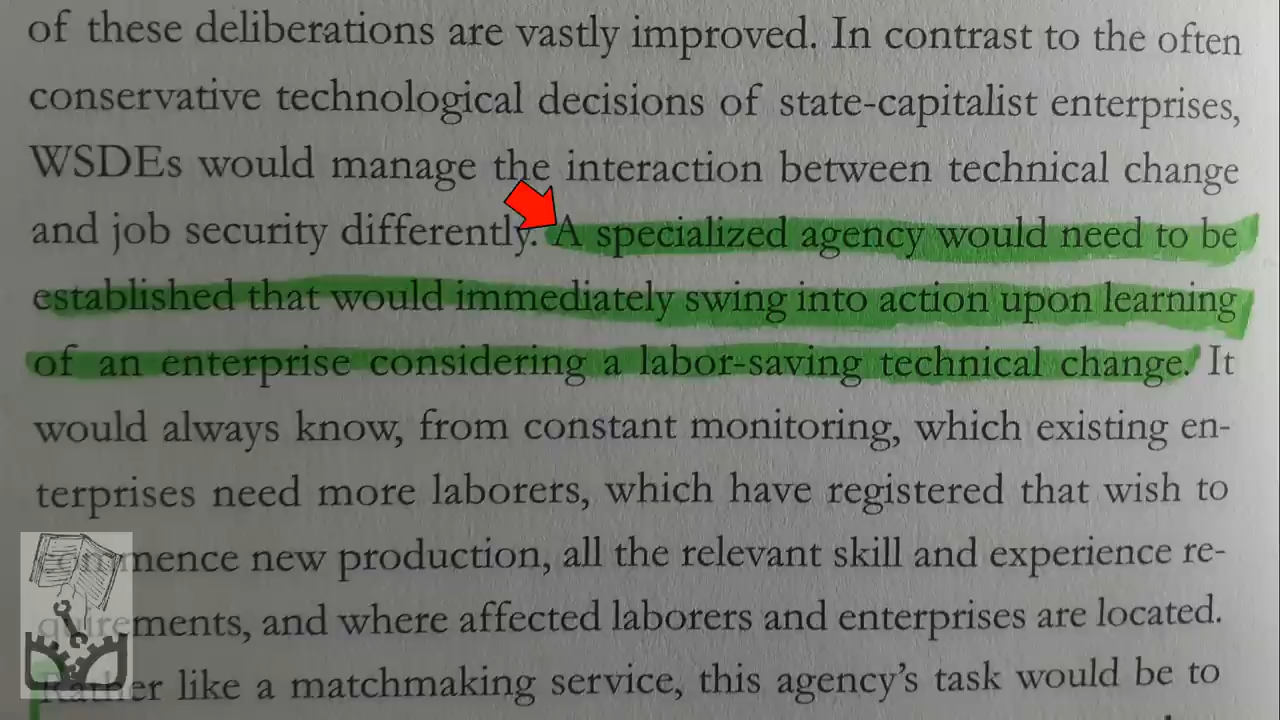 of these deliberations are vastly improved. In contrast to the often
conservative technological decisions of state-capitalist enterprises,
WSDEs would manage the interaction between technical change
and job security differently. A specialized agency would need to be
established that would immediately swing into action upon learning
of an enterprise considering a labor-saving technical change. It
would always know, from constant monitoring, which existing en-
terprises need more laborers, which have registered that wish to
mence new production, all the relevant skill and experience re-
quirements, and where affected laborers and enterprises are located.
Rather like a matchmaking service, this agency’s task would be to